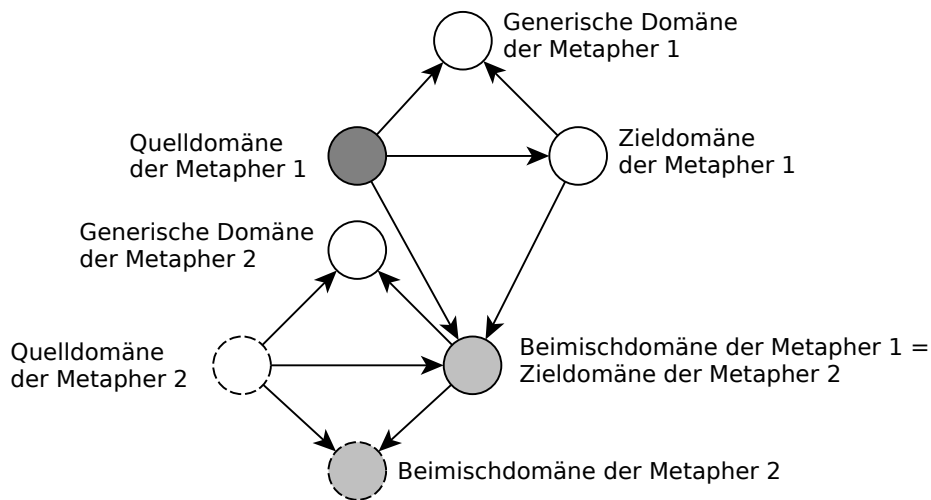 Generische Domäne
der Metapher 1
Quelldomäne
der Metapher 1
Zieldomäne
der Metapher 1
Generische Domäne
der Metapher 2
Quelldomäne
der Metapher 2
Beimischdomäne der Metapher 1 =
Zieldomäne der Metapher 2
Beimischdomäne der Metapher 2